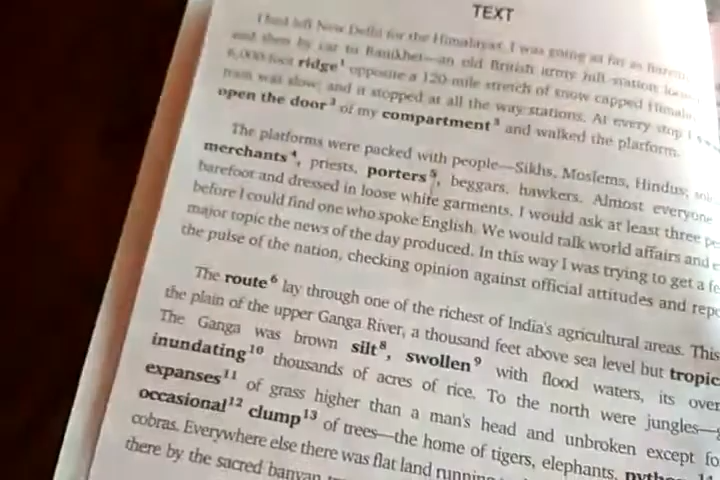 TEXT
I had left New Delhi for the Himalayas. I was going as far as
and then by car to Ranikhet—an old British army hill station
6,000-foot ridge¹ opposite a 120-mile stretch of snow capped
train was slow; and it stopped at all the way stations. At every stop I
open the door² of my compartment³ and walked the platform.
The platforms were packed with people—Sikhs, Moslems, Hindus;
merchants⁴, priests, porters⁵, beggars, hawkers. Almost everyone
barefoot and dressed in loose white garments. I would ask at least three
before I could find one who spoke English. We would talk world affairs and
major topic the news of the day produced. In this way I was trying to get a
the pulse of the nation, checking opinion against official attitudes and
The route⁶ lay through one of the richest of India's agricultural areas. This
the plain of the upper Ganga River, a thousand feet above sea level but
The Ganga was brown silt⁸, swollen⁹ with flood waters, its
inundating¹⁰ thousands of acres of rice. To the north were jungles—
expanses¹¹ of grass higher than a man's head and unbroken except
occasional¹² clump¹³ of trees—the home of tigers, elephants,
cobras. Everywhere else there was flat land
there by the sacred banyan